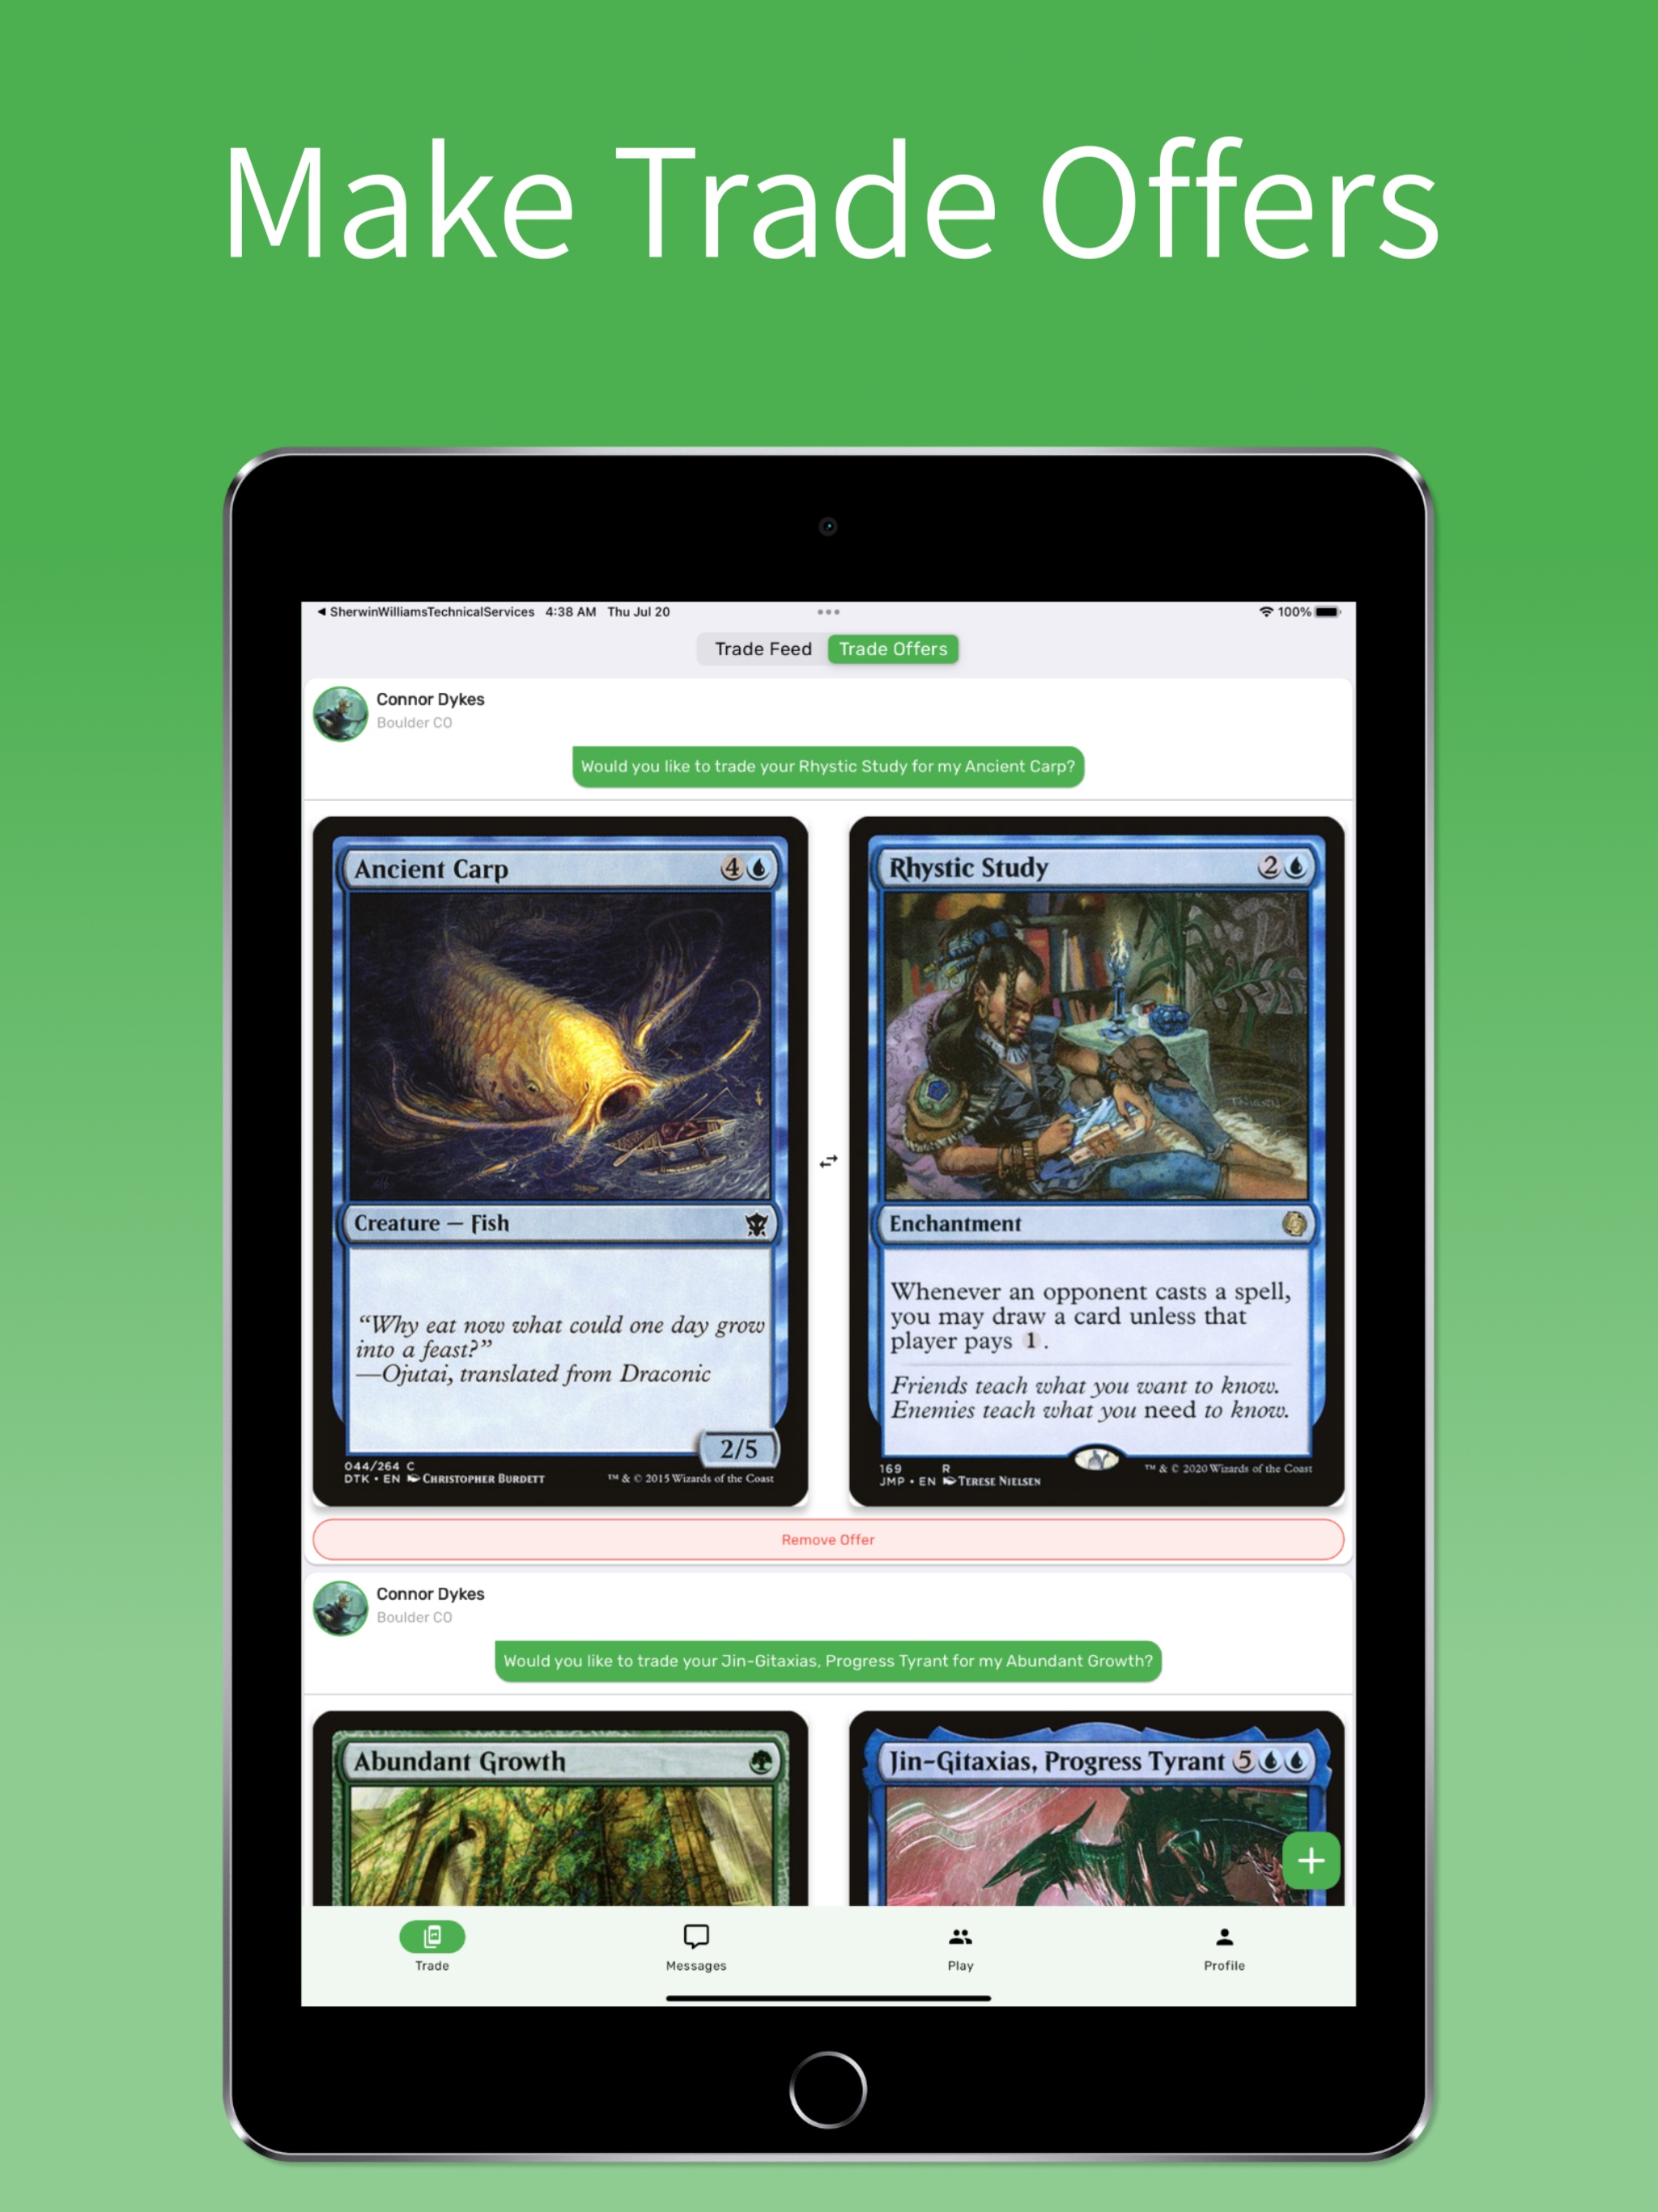 Make Trade Offers
◀ SherwinWilliamsTechnicalServices 4:38 AM Thu Jul 20
100%
Trade Feed
Trade Offers
Connor Dykes
Boulder CO
Would you like to trade your Rhystic Study for my Ancient Carp?
Ancient Carp 4
Creature — Fish
“Why eat now what could one day grow
into a feast?”
—Ojutai, translated from Draconic
2/5
044/264 C
DTK • EN CHRISTOPHER BURDETT
™ & © 2015 Wizards of the Coast
Rhystic Study 2
Enchantment
Whenever an opponent casts a spell,
you may draw a card unless that
player pays 1.
Friends teach what you want to know.
Enemies teach what you need to know.
169 R
JMP • EN TERESE NIELSEN
™ & © 2020 Wizards of the Coast
Remove Offer
Connor Dykes
Boulder CO
Would you like to trade your Jin-Gitaxias, Progress Tyrant for my Abundant Growth?
Abundant Growth
Jin-Gitaxias, Progress Tyrant 5
Trade
Messages
Play
Profile